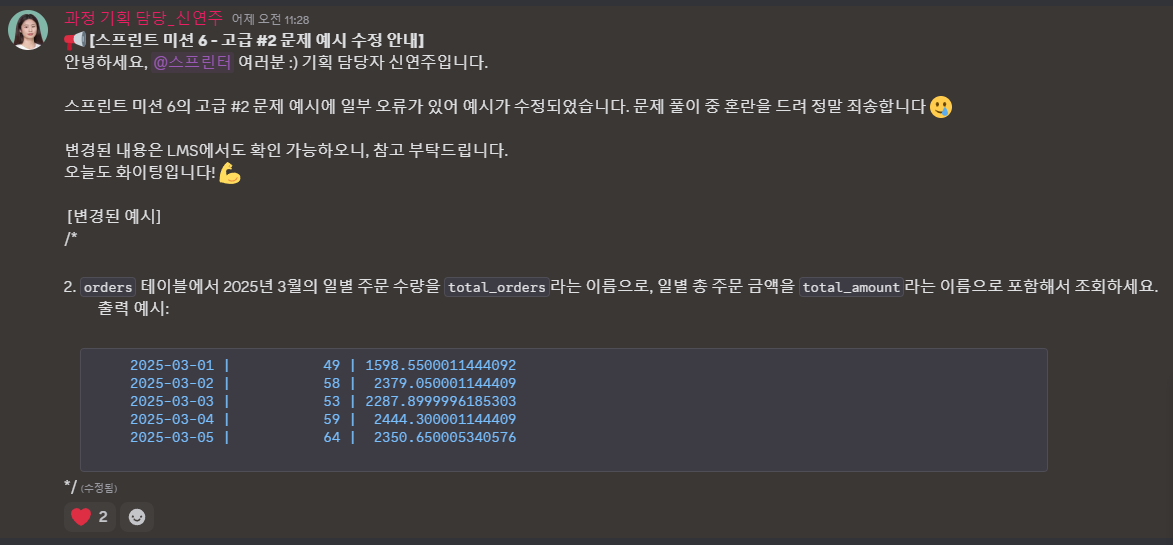 과정 기획 담당_신연주 어제 오전 11:28
[스프린트 미션 6 - 고급 #2 문제 예시 수정 안내]
안녕하세요, @스프린터 여러분 :) 기획 담당자 신연주입니다.
스프린트 미션 6의 고급 #2 문제 예시에 일부 오류가 있어 예시가 수정되었습니다. 문제 풀이 중 혼란을 드려 정말 죄송합니다 🥲
변경된 내용은 LMS에서도 확인 가능하오니, 참고 부탁드립니다.
오늘도 화이팅입니다! 💪
[변경된 예시]
/*
2. orders 테이블에서 2025년 3월의 일별 주문 수량을 total_orders라는 이름으로, 일별 총 주문 금액을 total_amount라는 이름으로 포함해서 조회하세요.
출력 예시:
2025-03-01 | 49 | 1598.5500011444092
2025-03-02 | 58 | 2379.050001144409
2025-03-03 | 53 | 2287.8999996185303
2025-03-04 | 59 | 2444.300001144409
2025-03-05 | 64 | 2350.650005340576
*/ (수정됨)
2